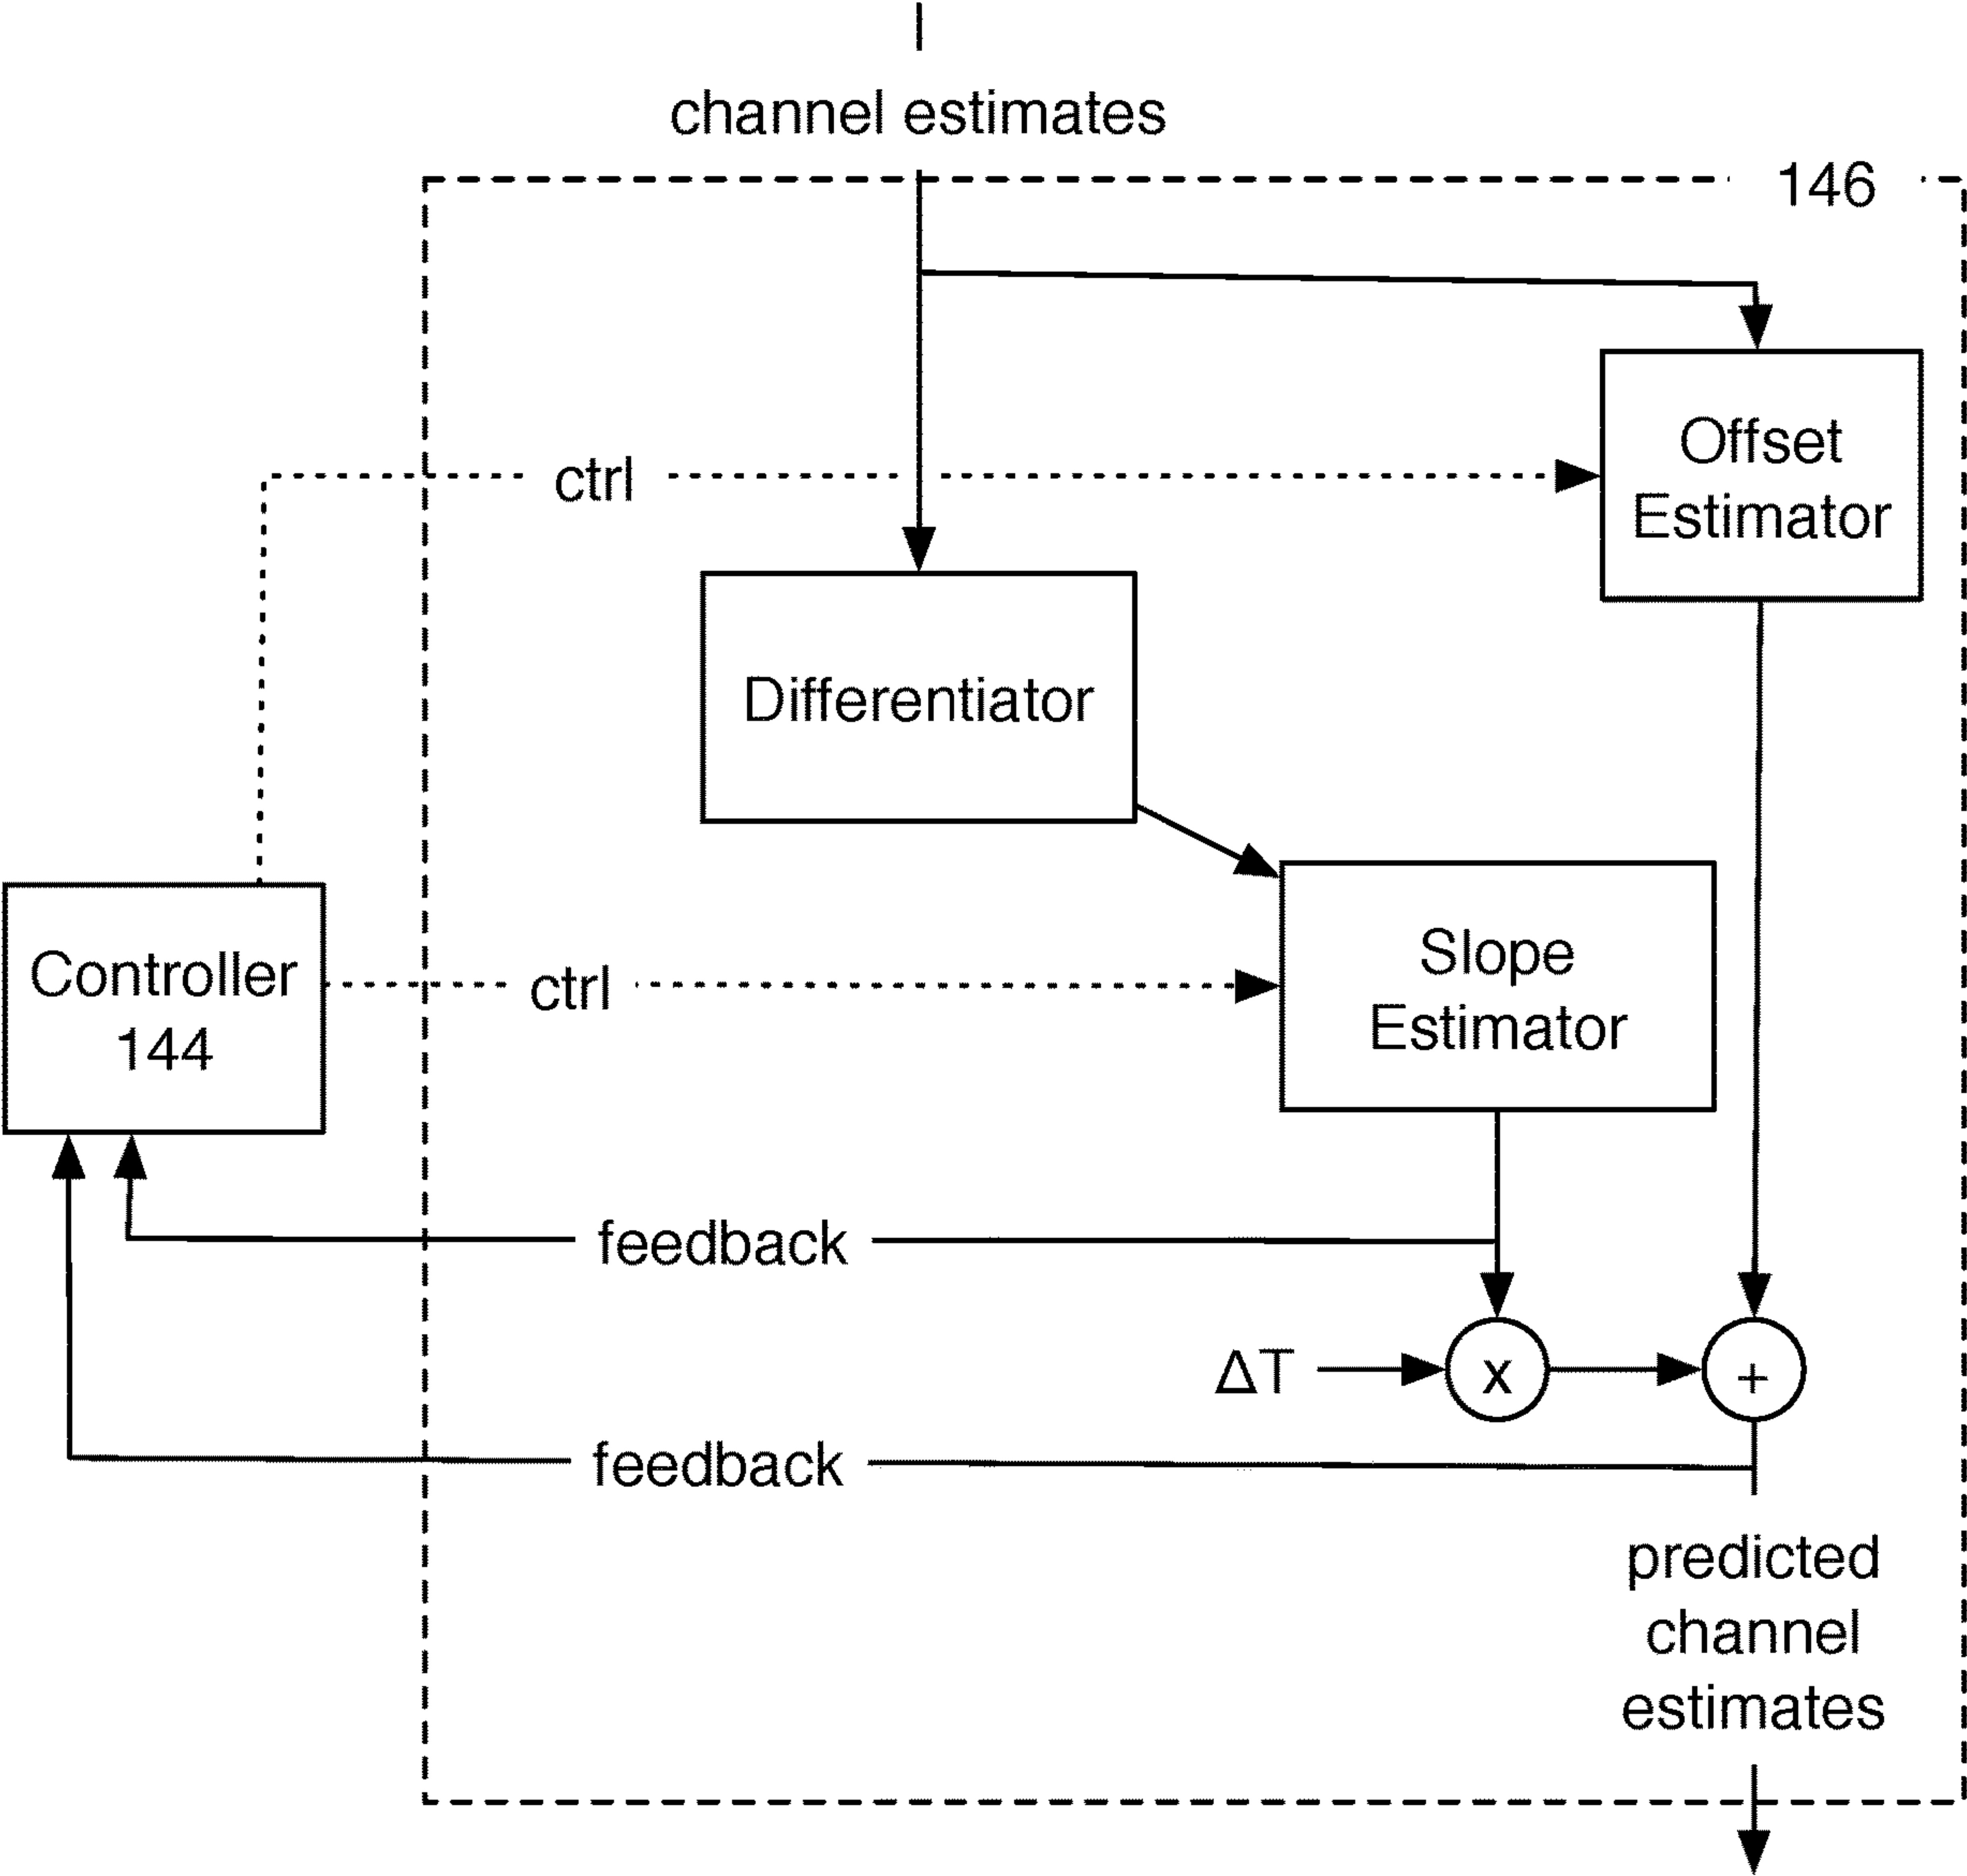 channel estimates
146
Offset
Estimator
ctrl
Differentiator
Slope
Estimator
Controller
144
ctrl
feedback
ΔT
x
+
feedback
predicted
channel
estimates